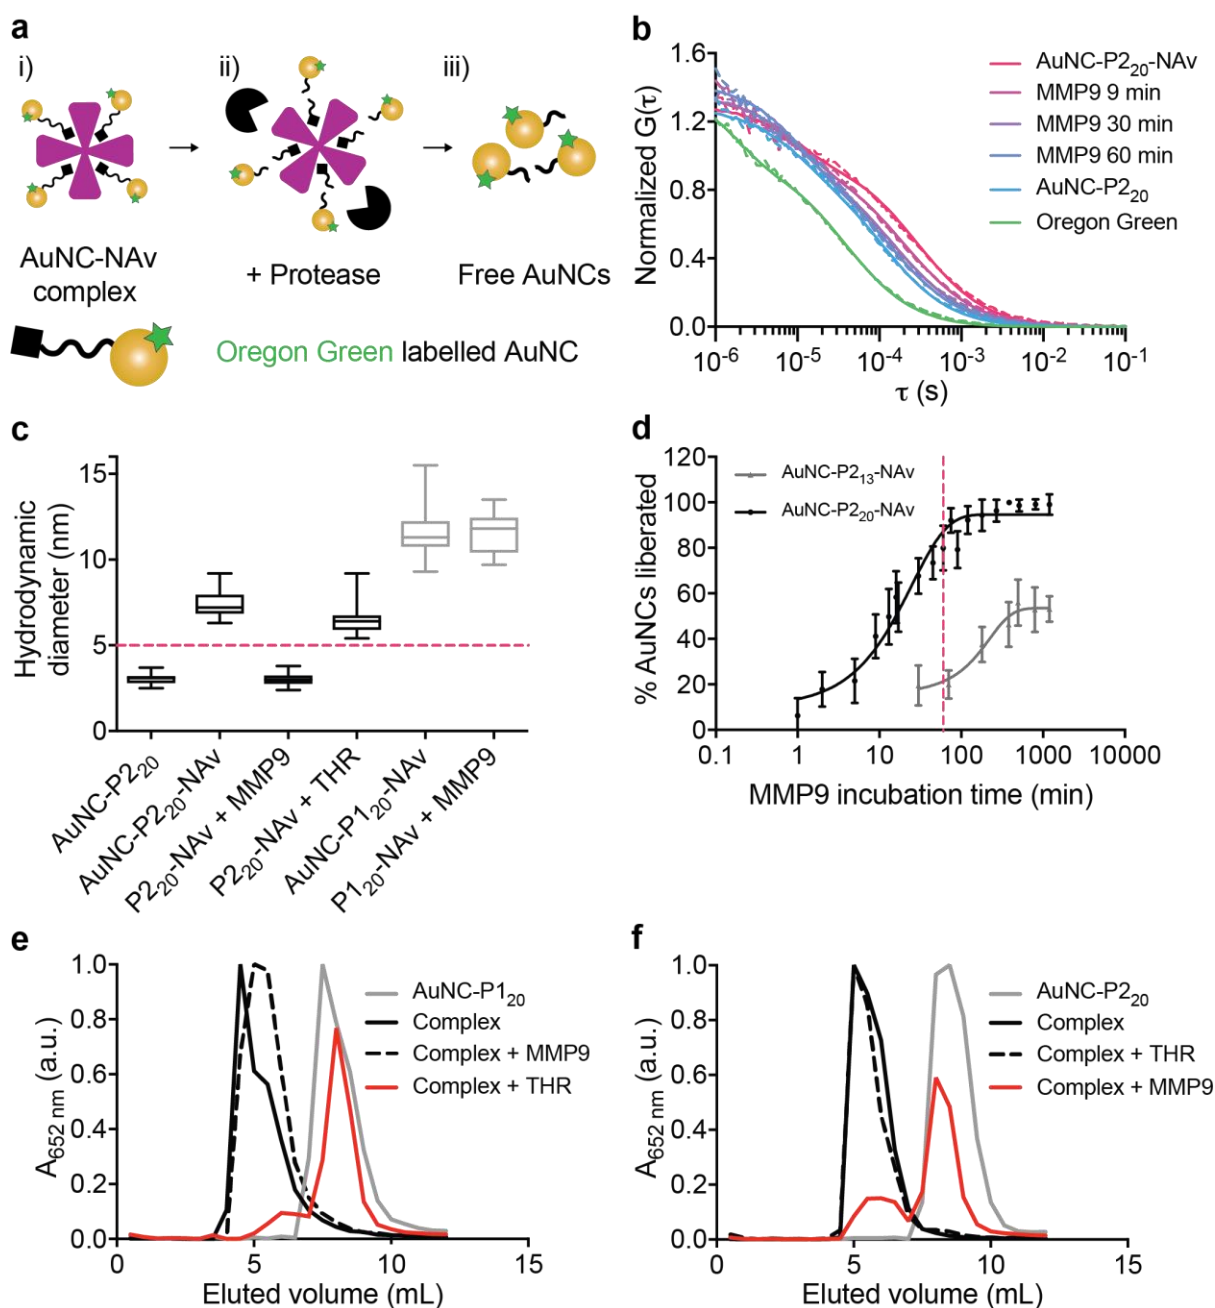 a
i)
ii)
iii)
AuNC-NAv
complex
+ Protease
Free AuNCs
Oregon Green labelled AuNC
b
Normalized G(τ)
1.6
1.2
0.8
0.4
0.0
10⁻⁶
10⁻⁵
10⁻⁴
10⁻³
10⁻²
10⁻¹
τ (s)
AuNC-P2₂₀-NAv
MMP9 9 min
MMP9 30 min
MMP9 60 min
AuNC-P2₂₀
Oregon Green
c
Hydrodynamic
diameter (nm)
15
10
5
0
AuNC-P2₂₀
AuNC-P2₂₀-NAv
P2₂₀-NAv + MMP9
P2₂₀-NAv + THR
AuNC-P1₂₀-NAv
P1₂₀-NAv + MMP9
d
% AuNCs liberated
120
100
80
60
40
20
0
0.1
1
10
100
1000
10000
MMP9 incubation time (min)
AuNC-P2₁₃-NAv
AuNC-P2₂₀-NAv
e
A₆₅₂ ₙₘ (a.u.)
1.0
0.8
0.6
0.4
0.2
0.0
0
5
10
15
Eluted volume (mL)
AuNC-P1₂₀
Complex
Complex + MMP9
Complex + THR
f
A₆₅₂ ₙₘ (a.u.)
1.0
0.8
0.6
0.4
0.2
0.0
0
5
10
15
Eluted volume (mL)
AuNC-P2₂₀
Complex
Complex + THR
Complex + MMP9